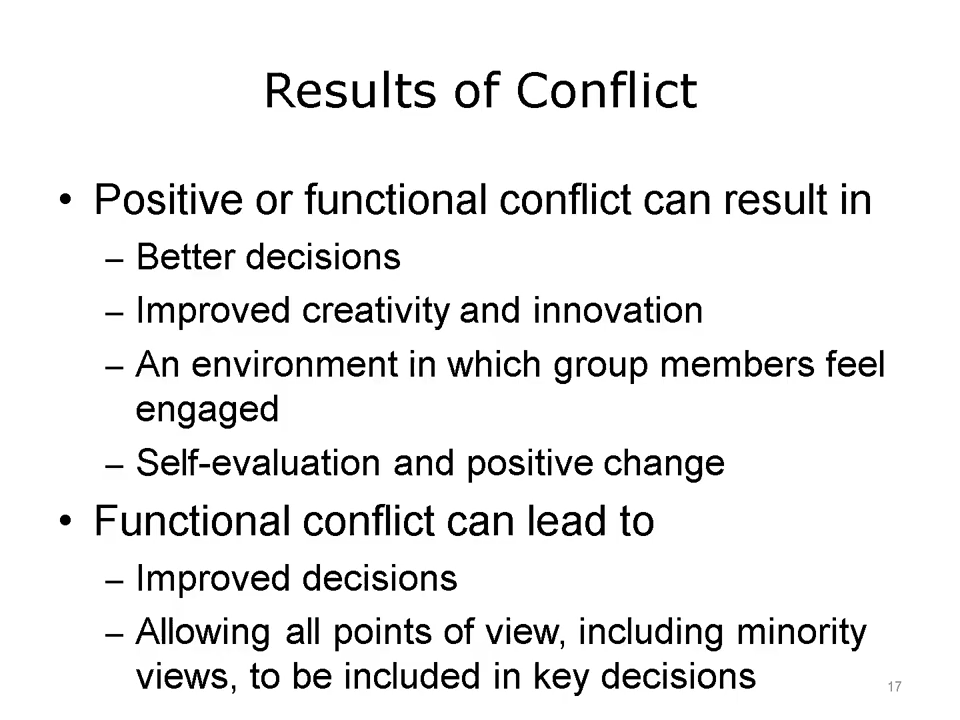 Results of Conflict
• Positive or functional conflict can result in
– Better decisions
– Improved creativity and innovation
– An environment in which group members feel
engaged
– Self-evaluation and positive change
• Functional conflict can lead to
– Improved decisions
– Allowing all points of view, including minority
views, to be included in key decisions
17